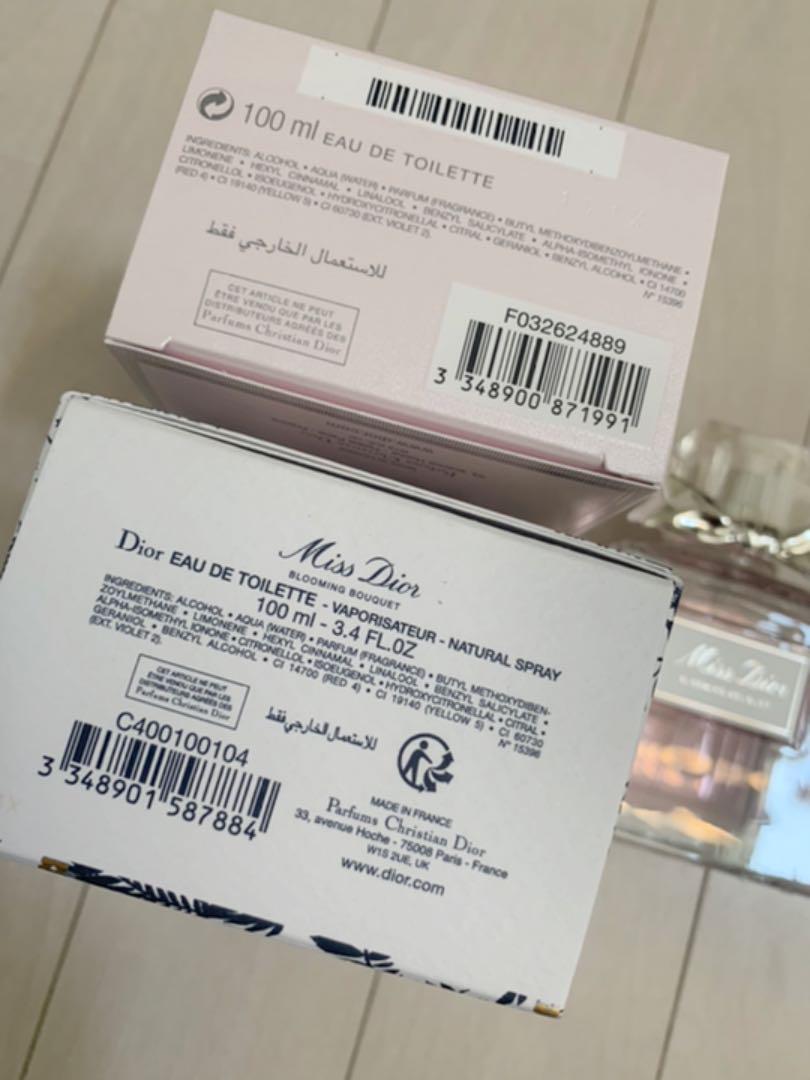 100 ml EAU DE TOILETTE
INGREDIENTS: ALCOHOL • AQUA (WATER) • PARFUM (FRAGRANCE) • BUTYL METHOXYDIBENZOYLMETHANE •
LIMONENE • HEXYL CINNAMAL • LINALOOL • BENZYL SALICYLATE • ALPHA-ISOMETHYL IONONE •
CITRONELLOL • ISOEUGENOL • HYDROXYCITRONELLAL • CITRAL • GERANIOL • BENZYL ALCOHOL • CI 14700
(RED 4) • CI 19140 (YELLOW 5) • CI 60730 (EXT. VIOLET 2).
N° 15396
للاستعمال الخارجي فقط
CET ARTICLE NE PEUT
ÊTRE VENDU QUE PAR LES
DISTRIBUTEURS AGRÉÉS DES
Parfums Christian Dior
F032624889
3 348900 871991
Miss Dior
BLOOMING BOUQUET
Dior EAU DE TOILETTE - VAPORISATEUR - NATURAL SPRAY
100 ml - 3.4 FL.OZ
INGREDIENTS: ALCOHOL • AQUA (WATER) • PARFUM (FRAGRANCE) • BUTYL METHOXYDIBEN-
ZOYLMETHANE • LIMONENE • HEXYL CINNAMAL • LINALOOL • BENZYL SALICYLATE •
ALPHA-ISOMETHYL IONONE • CITRONELLOL • ISOEUGENOL • HYDROXYCITRONELLAL • CITRAL •
GERANIOL • BENZYL ALCOHOL • CI 14700 (RED 4) • CI 19140 (YELLOW 5) • CI 60730
(EXT. VIOLET 2).
N° 15396
CET ARTICLE NE PEUT
ÊTRE VENDU QUE PAR LES
DISTRIBUTEURS AGRÉÉS DES
Parfums Christian Dior
للاستعمال الخارجي فقط
C400100104
3 348901 587884
MADE IN FRANCE
Parfums Christian Dior
33, avenue Hoche - 75008 Paris - France
W1S 2UE, UK
www.dior.com
Miss Dior